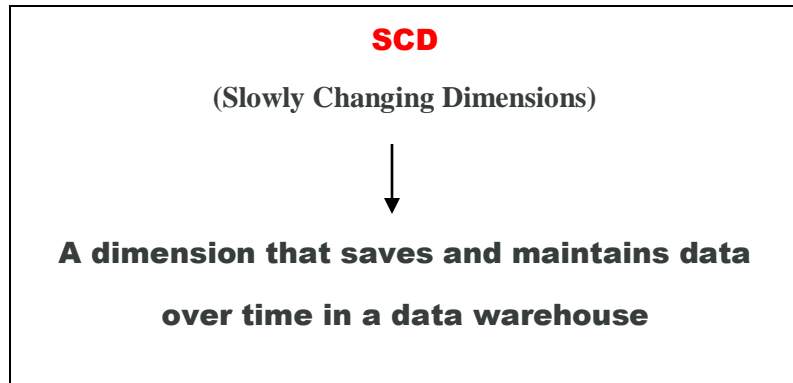 SCD
(Slowly Changing Dimensions)
A dimension that saves and maintains data
over time in a data warehouse